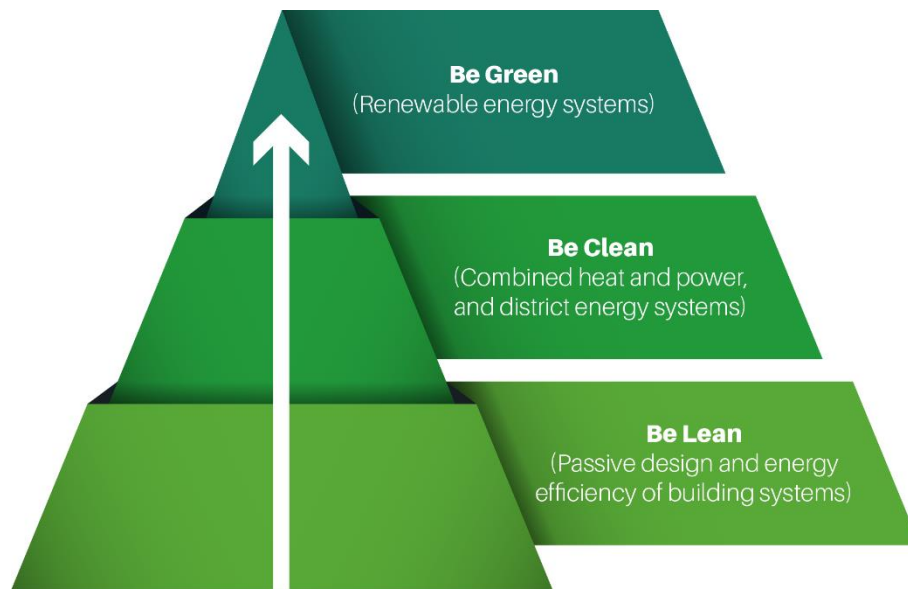 Be Green
(Renewable energy systems)
Be Clean
(Combined heat and power,
and district energy systems)
Be Lean
(Passive design and energy
efficiency of building systems)